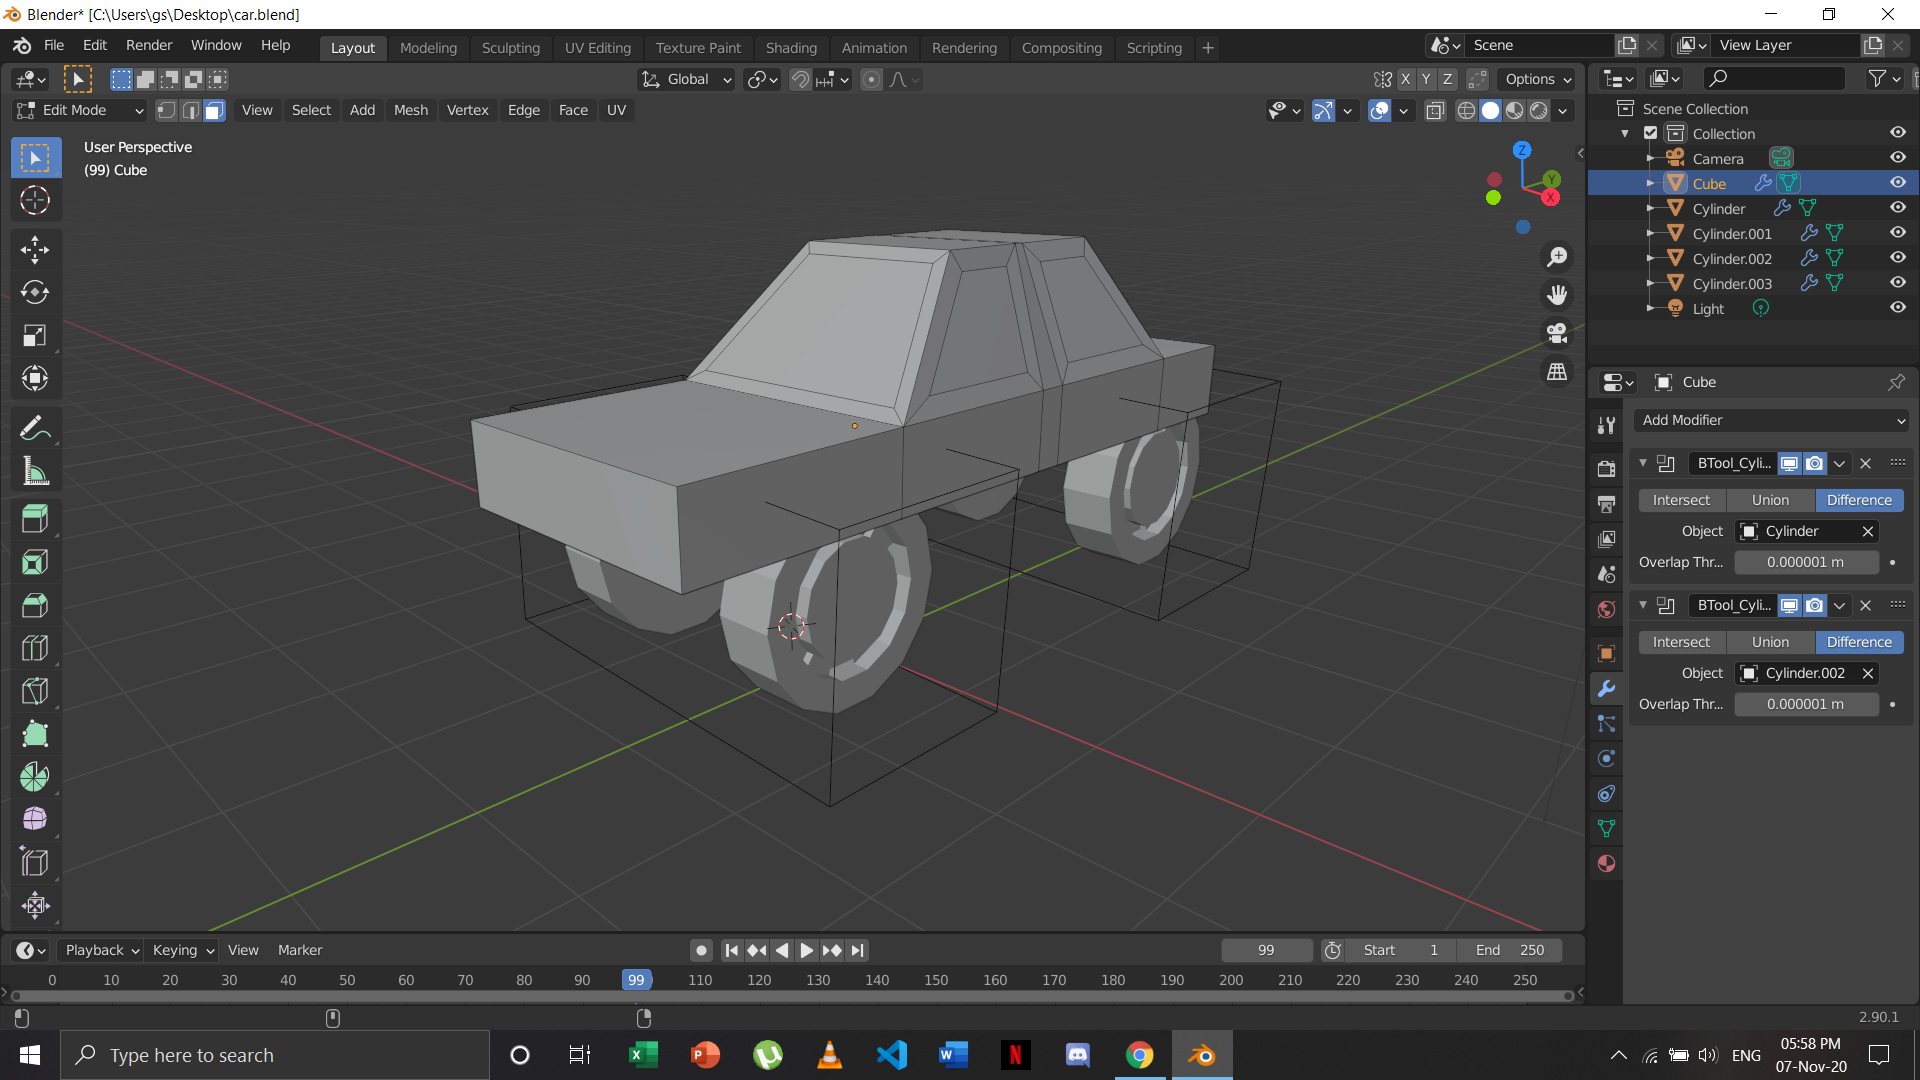 Blender* [C:\Users\gs\Desktop\car.blend]
File Edit Render Window Help Layout Modeling Sculpting UV Editing Texture Paint Shading Animation Rendering Compositing Scripting + Scene View Layer
Global X Y Z Options
Edit Mode View Select Add Mesh Vertex Edge Face UV
User Perspective
(99) Cube
Z
Y
X
Scene Collection
Collection
Camera
Cube
Cylinder
Cylinder.001
Cylinder.002
Cylinder.003
Light
Cube
Add Modifier
BTool_Cyli...
Intersect Union Difference
Object Cylinder
Overlap Thr... 0.000001 m
BTool_Cyli...
Intersect Union Difference
Object Cylinder.002
Overlap Thr... 0.000001 m
Playback Keying View Marker 99 Start 1 End 250
0 10 20 30 40 50 60 70 80 90 99 110 120 130 140 150 160 170 180 190 200 210 220 230 240 250
2.90.1
Type here to search
ENG
05:58 PM
07-Nov-20